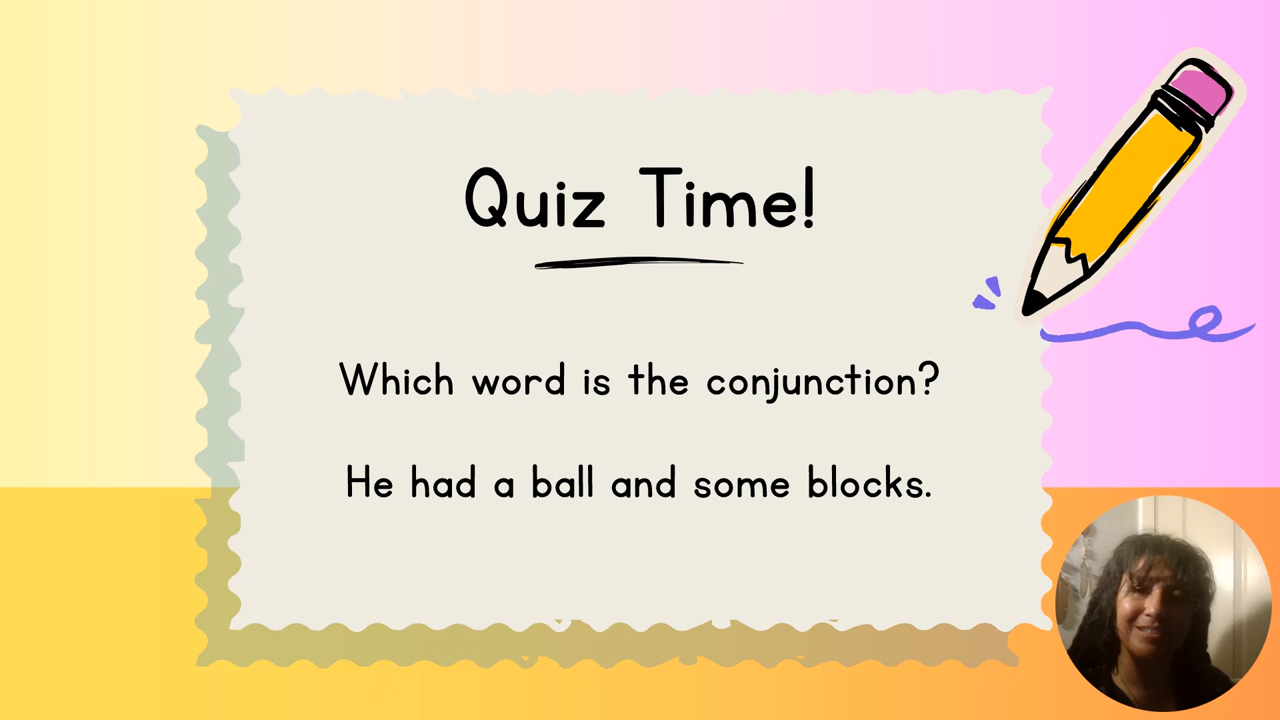 Quiz Time!
Which word is the conjunction?
He had a ball and some blocks.